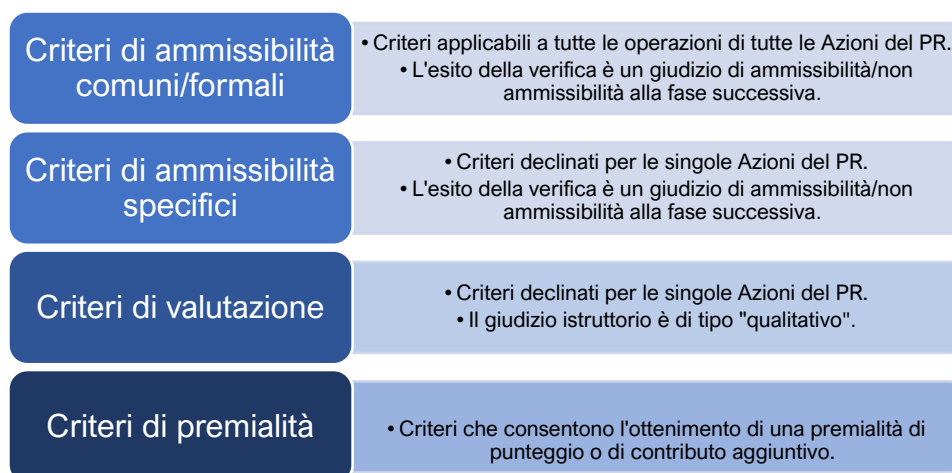 Criteri di ammissibilità
comuni/formali
• Criteri applicabili a tutte le operazioni di tutte le Azioni del PR.
• L'esito della verifica è un giudizio di ammissibilità/non
ammissibilità alla fase successiva.
Criteri di ammissibilità
specifici
• Criteri declinati per le singole Azioni del PR.
• L'esito della verifica è un giudizio di ammissibilità/non
ammissibilità alla fase successiva.
Criteri di valutazione
• Criteri declinati per le singole Azioni del PR.
• Il giudizio istruttorio è di tipo "qualitativo".
Criteri di premialità
• Criteri che consentono l'ottenimento di una premialità di
punteggio o di contributo aggiuntivo.